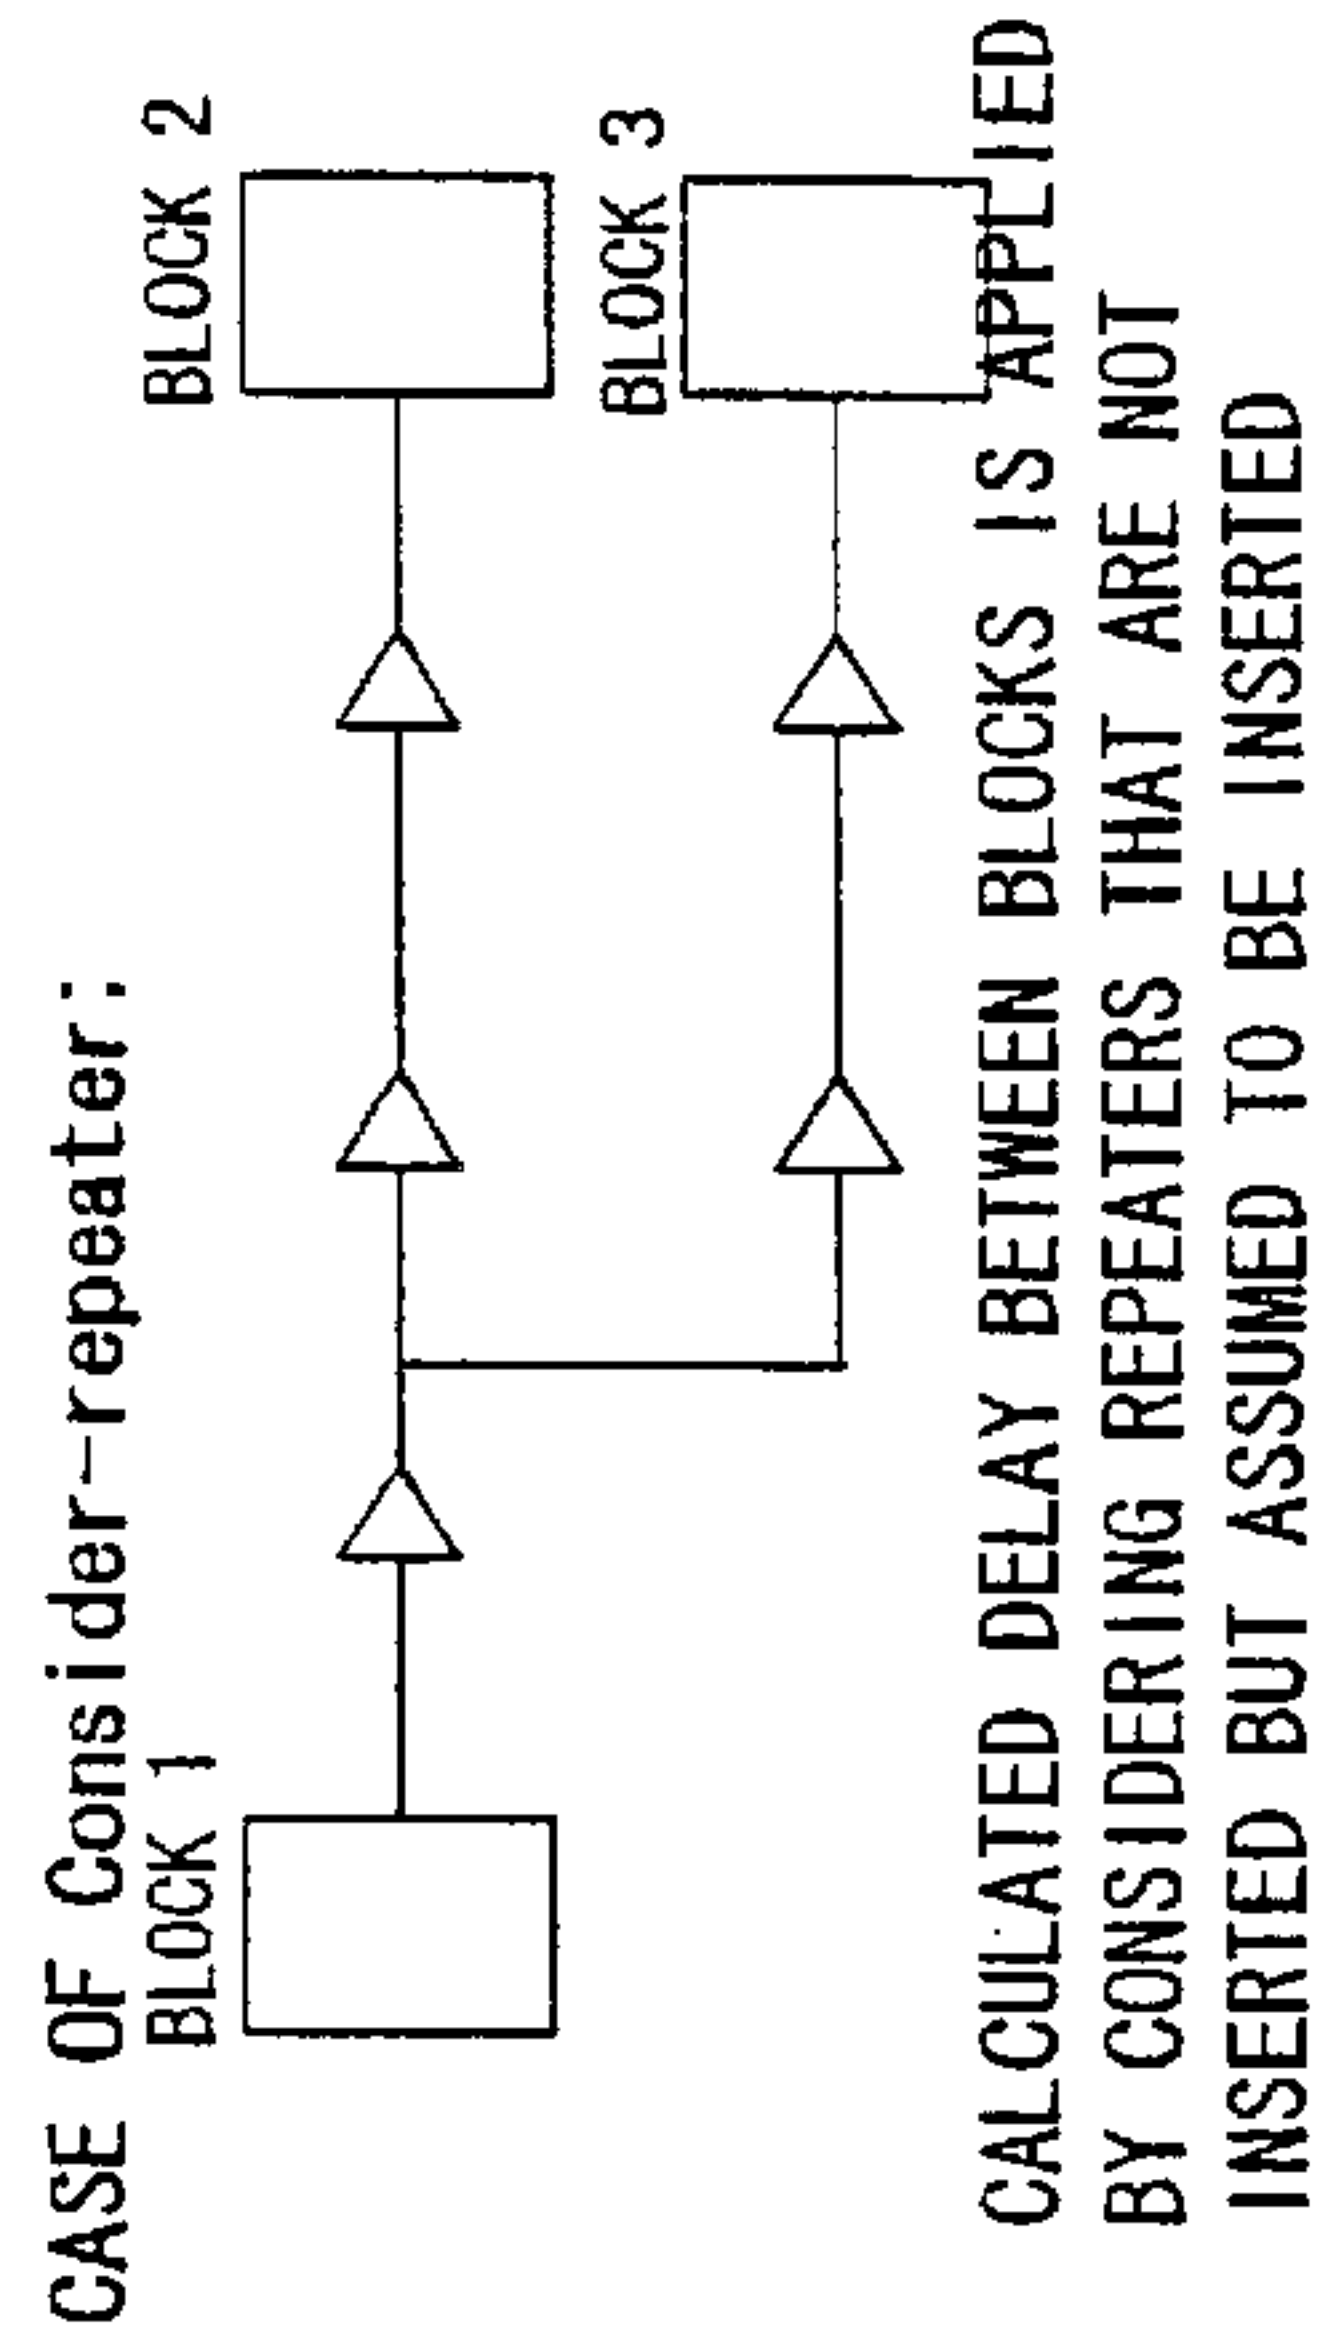 CASE OF Consider-repeater:
BLOCK 1
BLOCK 2
BLOCK 3
CALCULATED DELAY BETWEEN BLOCKS IS APPLIED
BY CONSIDERING REPEATERS THAT ARE NOT
INSERTED BUT ASSUMED TO BE INSERTED